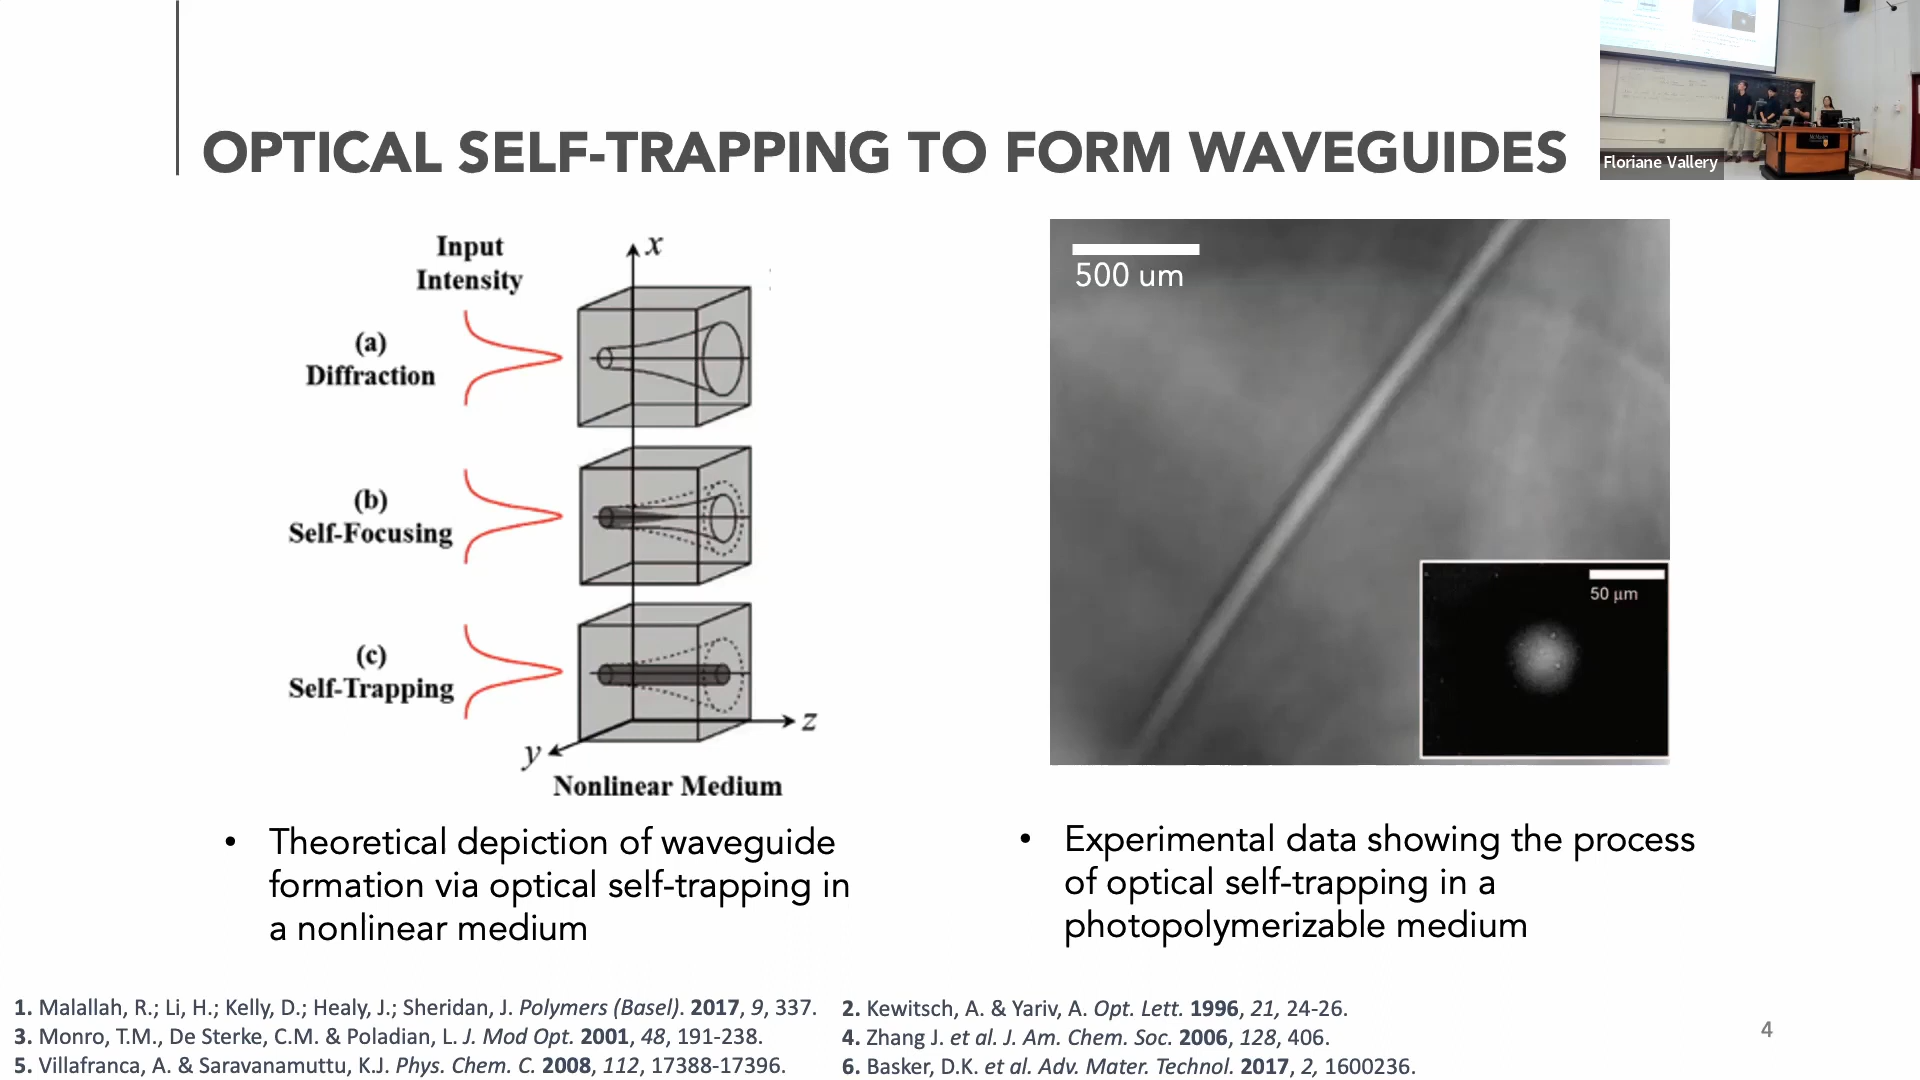 OPTICAL SELF-TRAPPING TO FORM WAVEGUIDES
Floriane Vallery
Input
Intensity
x
(a)
Diffraction
(b)
Self-Focusing
(c)
Self-Trapping
z
y
Nonlinear Medium
500 um
50 µm
• Theoretical depiction of waveguide
formation via optical self-trapping in
a nonlinear medium
• Experimental data showing the process
of optical self-trapping in a
photopolymerizable medium
1. Malallah, R.; Li, H.; Kelly, D.; Healy, J.; Sheridan, J. Polymers (Basel). 2017, 9, 337.
2. Kewitsch, A. & Yariv, A. Opt. Lett. 1996, 21, 24-26.
3. Monro, T.M., De Sterke, C.M. & Poladian, L. J. Mod Opt. 2001, 48, 191-238.
4. Zhang J. et al. J. Am. Chem. Soc. 2006, 128, 406.
5. Villafranca, A. & Saravanamuttu, K.J. Phys. Chem. C. 2008, 112, 17388-17396.
6. Basker, D.K. et al. Adv. Mater. Technol. 2017, 2, 1600236.
4